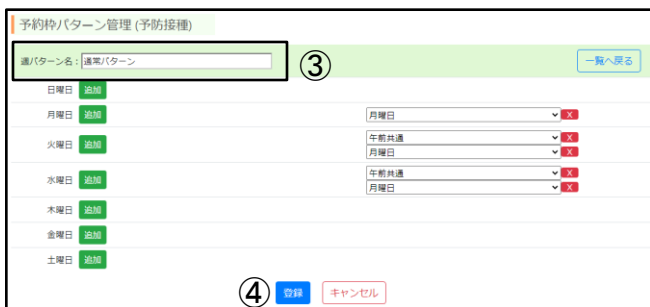 予約枠パターン管理 (予防接種)
週パターン名: 通常パターン ③ 一覧へ戻る
日曜日 追加
月曜日 追加 月曜日 X
火曜日 追加 午前共通 X
月曜日 X
水曜日 追加 午前共通 X
月曜日 X
木曜日 追加
金曜日 追加
土曜日 追加
④ 登録 キャンセル